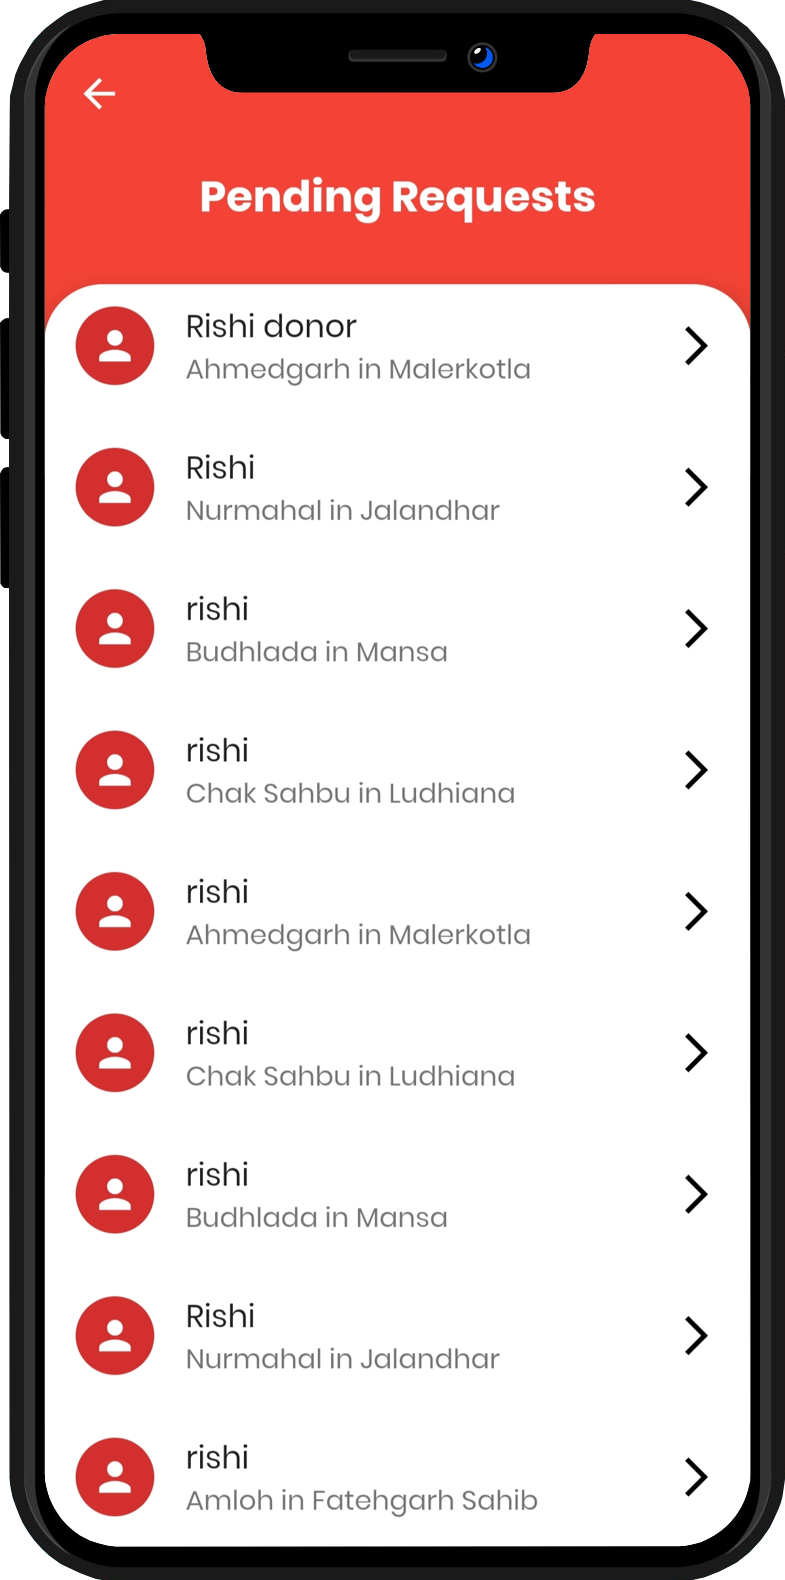 Pending Requests
Rishi donor
Ahmedgarh in Malerkotla
Rishi
Nurmahal in Jalandhar
rishi
Budhlada in Mansa
rishi
Chak Sahbu in Ludhiana
rishi
Ahmedgarh in Malerkotla
rishi
Chak Sahbu in Ludhiana
rishi
Budhlada in Mansa
Rishi
Nurmahal in Jalandhar
rishi
Amloh in Fatehgarh Sahib